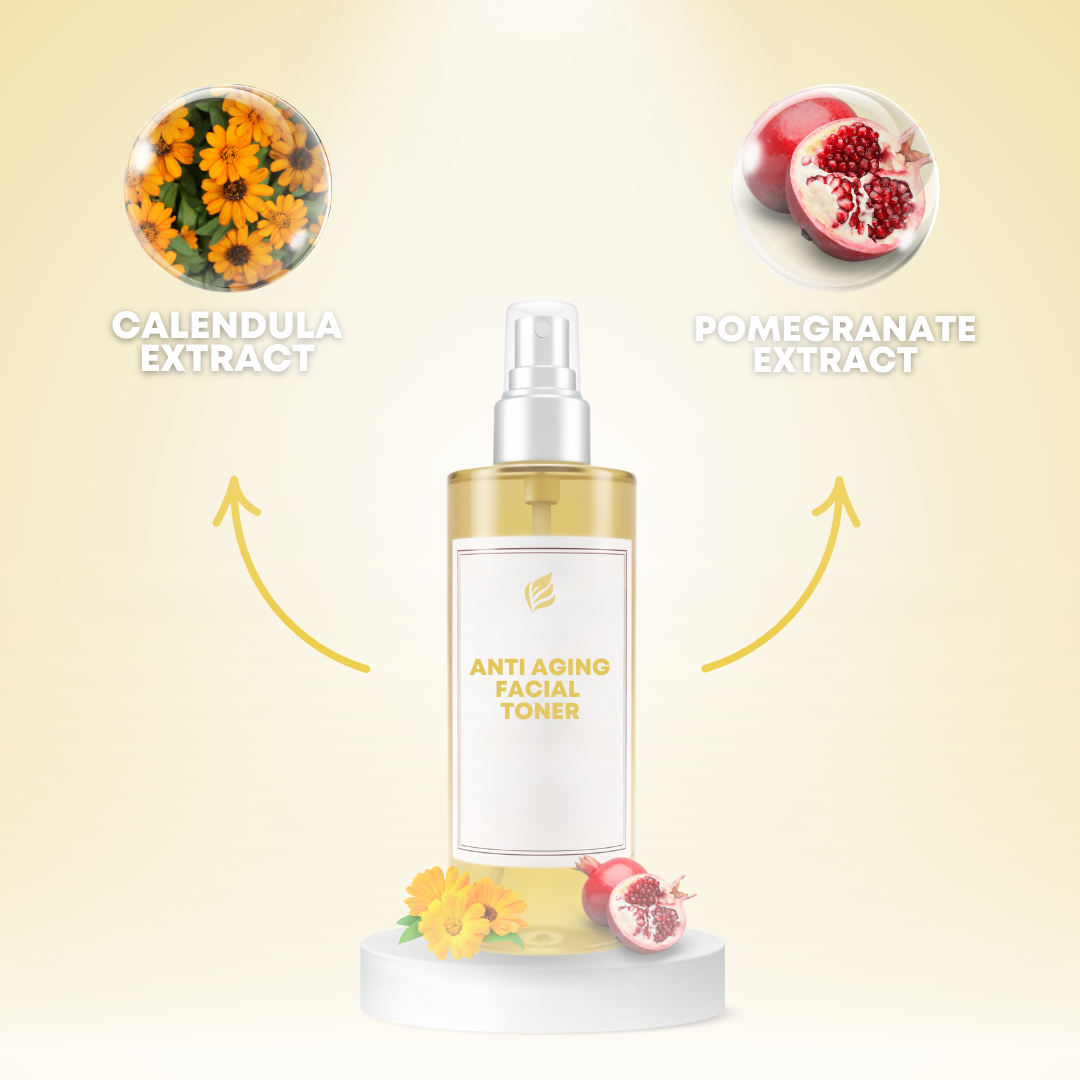 CALENDULA
EXTRACT
POMEGRANATE
EXTRACT
ANTI AGING
FACIAL
TONER